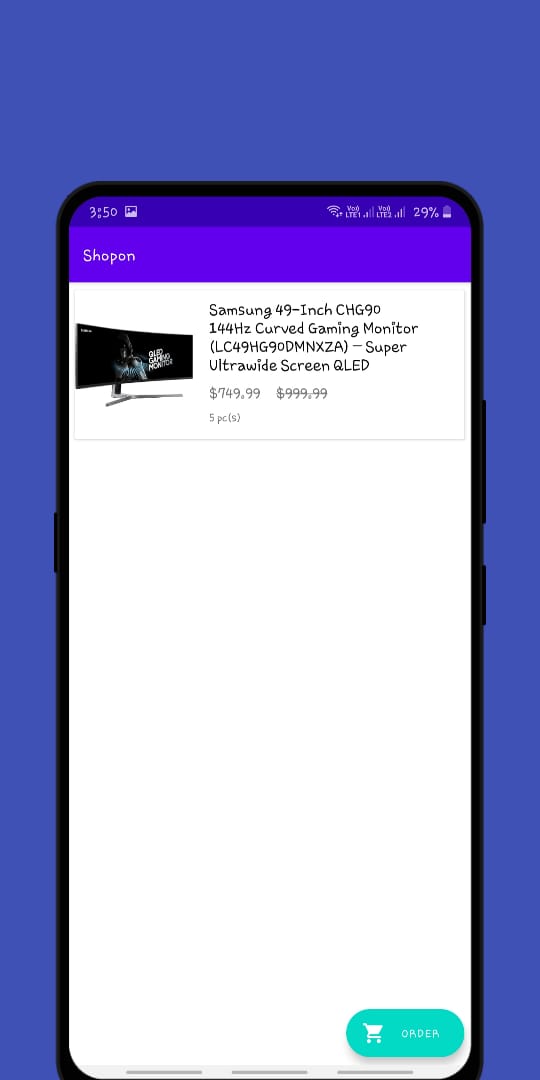 3:50
Vo) LTE1 Vo) LTE2 29%
Shopon
Samsung 49-Inch CHG90
144Hz Curved Gaming Monitor
(LC49HG90DMNXZA) – Super
Ultrawide Screen QLED
QLED
GAMING
MONITOR
$749.99 $999.99
5 pc(s)
ORDER